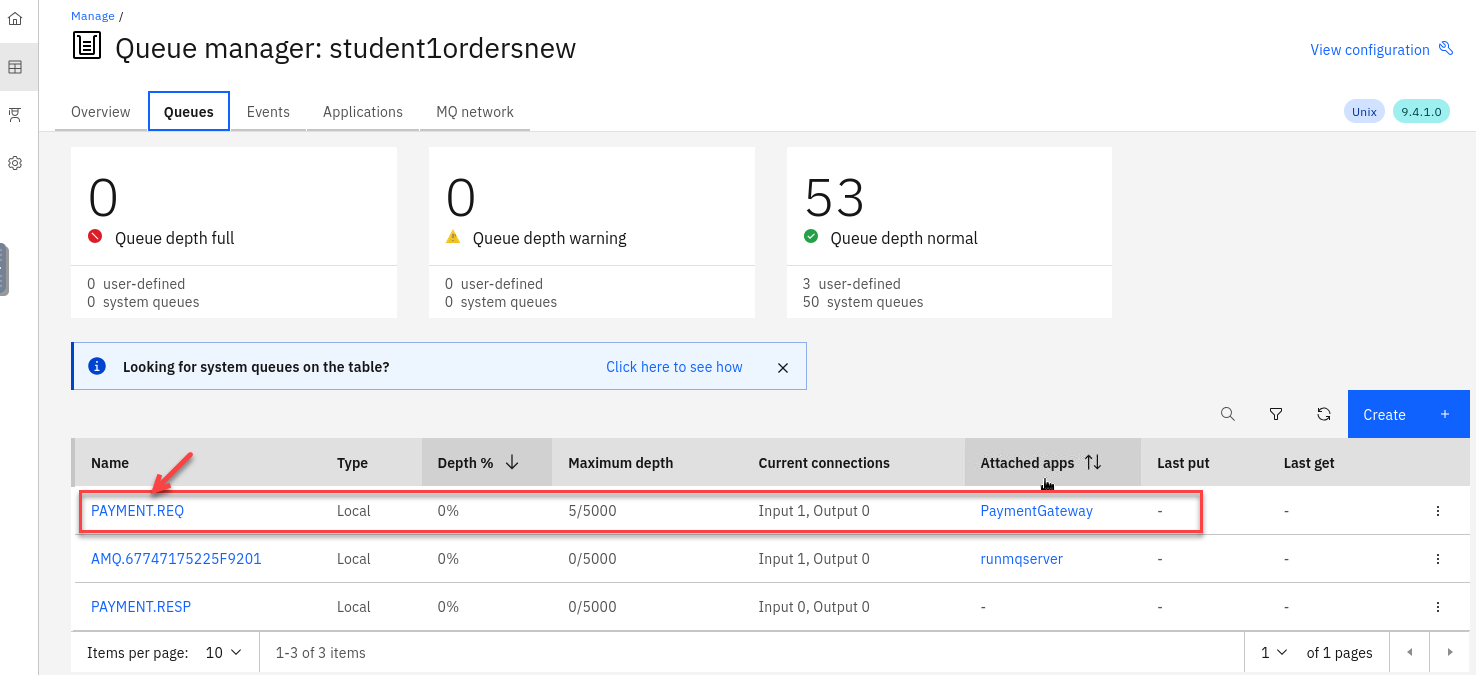 Manage /
Queue manager: student1ordersnew
View configuration
Overview Queues Events Applications MQ network
Unix 9.4.1.0
0 0 53
Queue depth full Queue depth warning Queue depth normal
0 user-defined 0 user-defined 3 user-defined
0 system queues 0 system queues 50 system queues
Looking for system queues on the table? Click here to see how
Create +
Name Type Depth % Maximum depth Current connections Attached apps Last put Last get
PAYMENT.REQ Local 0% 5/5000 Input 1, Output 0 PaymentGateway - -
AMQ.67747175225F9201 Local 0% 0/5000 Input 1, Output 0 runmqserver - -
PAYMENT.RESP Local 0% 0/5000 Input 0, Output 0 - - -
Items per page: 10 1-3 of 3 items 1 of 1 pages